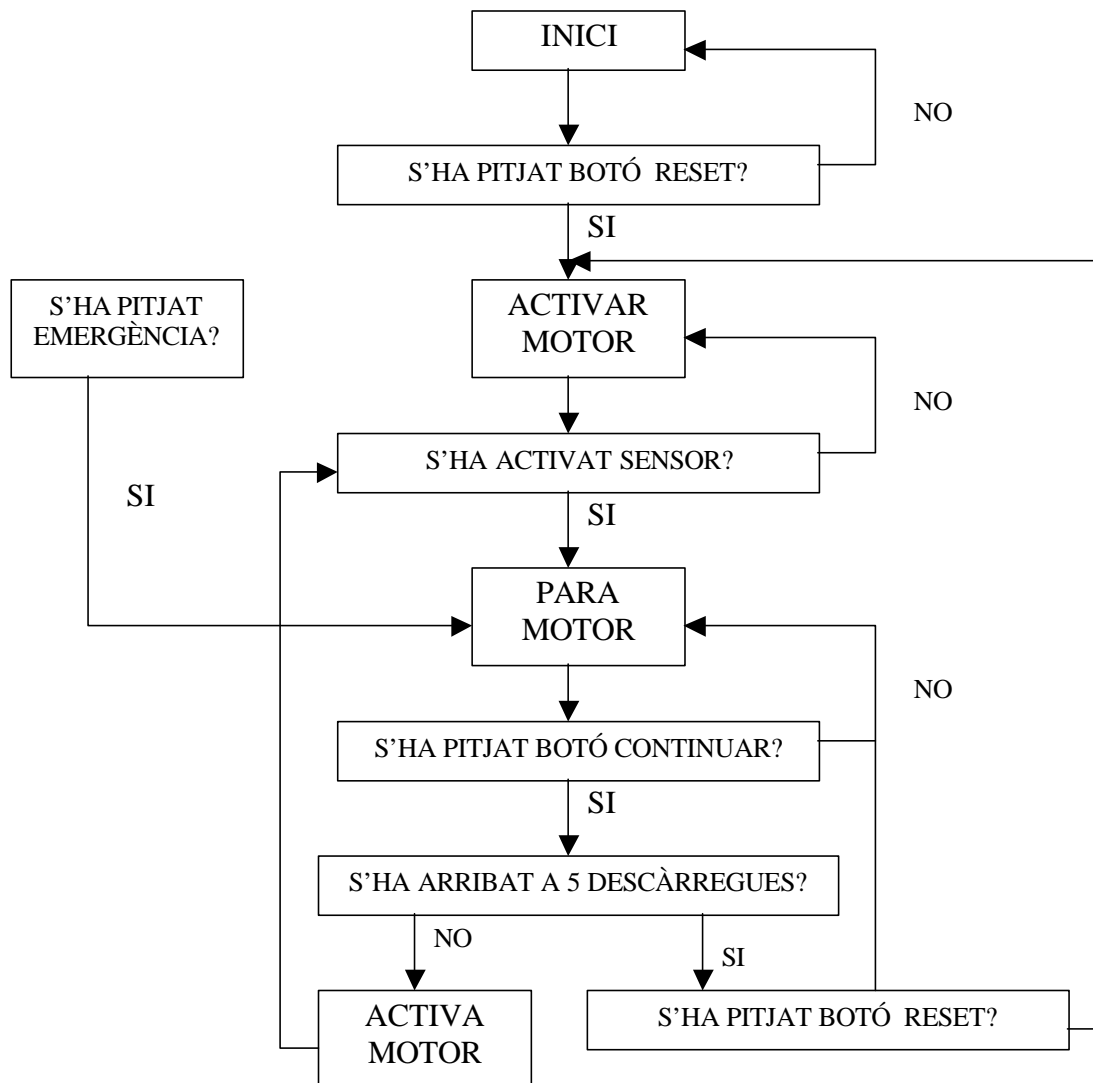 INICI
NO
S'HA PITJAT BOTÓ  RESET?
SI
S'HA PITJAT
EMERGÈNCIA?
ACTIVAR
MOTOR
NO
S'HA ACTIVAT SENSOR?
SI
SI
PARA
MOTOR
NO
S'HA PITJAT BOTÓ CONTINUAR?
SI
S'HA ARRIBAT A 5 DESCÀRREGUES?
NO
SI
ACTIVA
MOTOR
S'HA PITJAT BOTÓ  RESET?